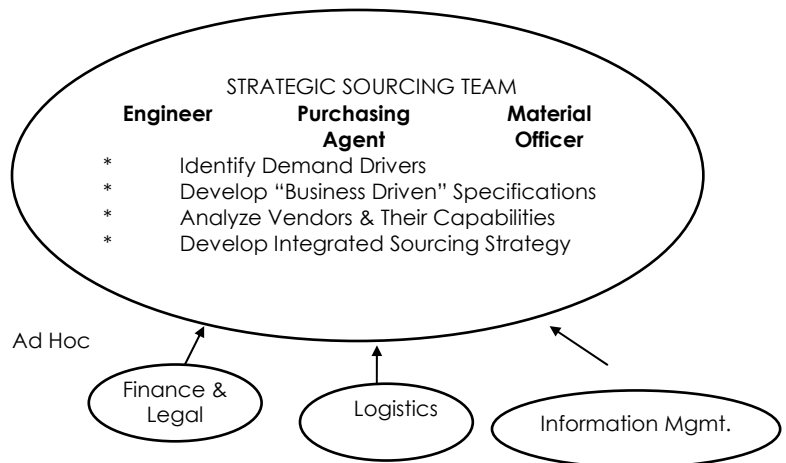 STRATEGIC SOURCING TEAM
Engineer Purchasing Material
Agent Officer
* Identify Demand Drivers
* Develop “Business Driven” Specifications
* Analyze Vendors & Their Capabilities
* Develop Integrated Sourcing Strategy
Ad Hoc
Finance &
Legal
Logistics
Information Mgmt.